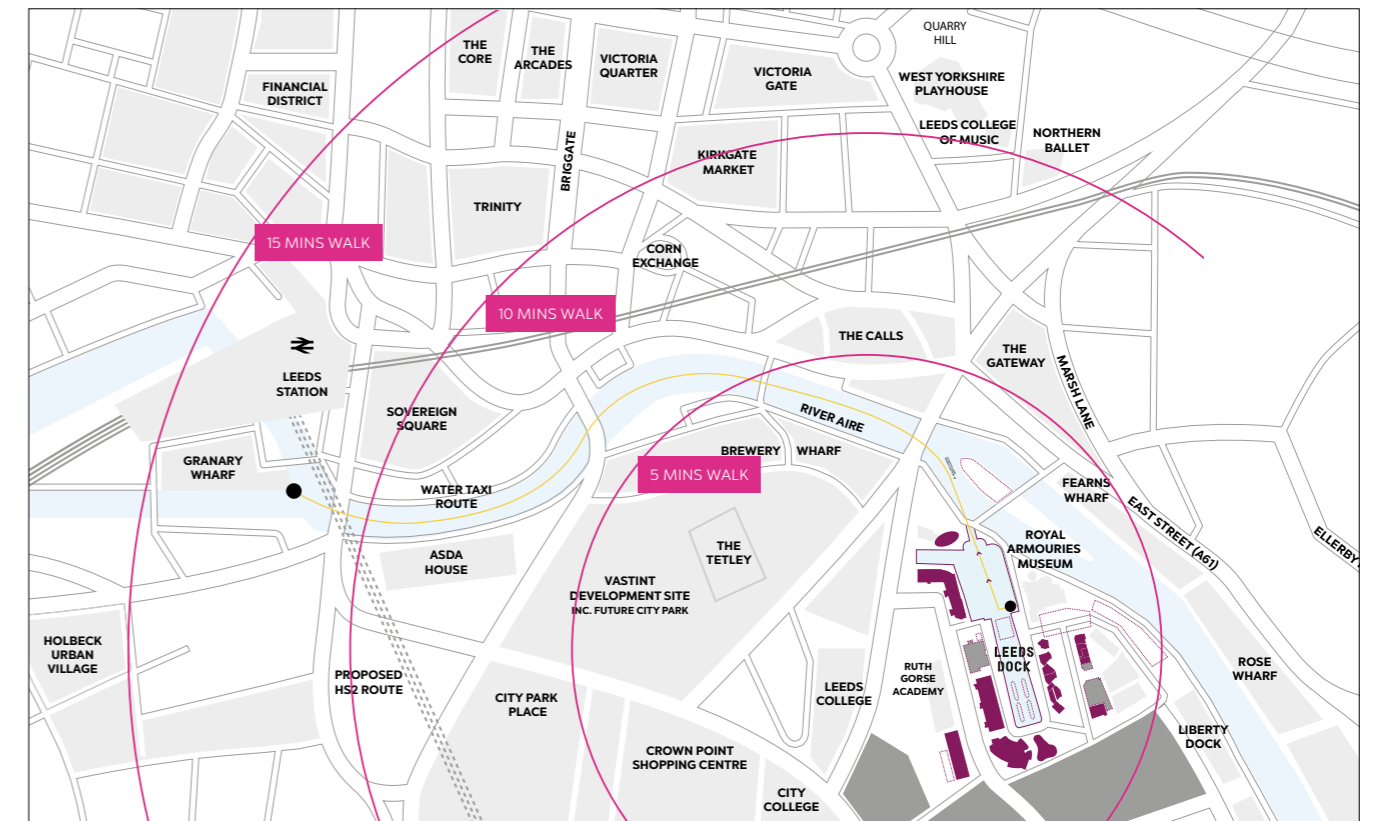 QUARRY
HILL
THE
CORE
THE
ARCADES
VICTORIA
QUARTER
VICTORIA
GATE
WEST YORKSHIRE
PLAYHOUSE
FINANCIAL
DISTRICT
LEEDS COLLEGE
OF MUSIC
NORTHERN
BALLET
BRIGGATE
KIRKGATE
MARKET
TRINITY
15 MINS WALK
CORN
EXCHANGE
10 MINS WALK
THE CALLS
THE
GATEWAY
MARSH LANE
LEEDS
STATION
SOVEREIGN
SQUARE
RIVER AIRE
BREWERY
WHARF
GRANARY
WHARF
5 MINS WALK
WATER TAXI
ROUTE
FEARNS
WHARF
EAST STREET (A61)
ELLERBY
ASDA
HOUSE
THE
TETLEY
ROYAL
ARMOURIES
MUSEUM
VASTINT
DEVELOPMENT SITE
INC. FUTURE CITY PARK
HOLBECK
URBAN
VILLAGE
LEEDS
DOCK
PROPOSED
HS2 ROUTE
RUTH
GORSE
ACADEMY
ROSE
WHARF
CITY PARK
PLACE
LEEDS
COLLEGE
LIBERTY
DOCK
CROWN POINT
SHOPPING CENTRE
CITY
COLLEGE